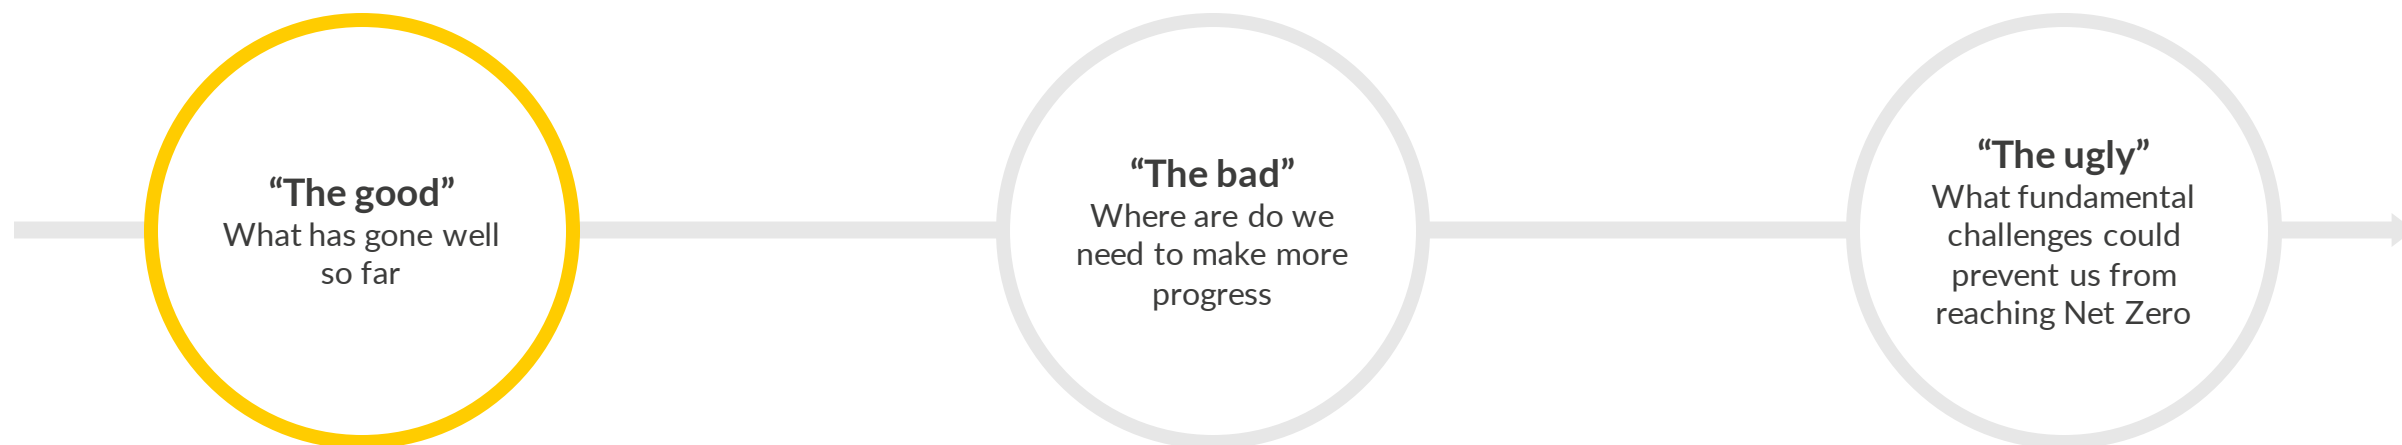 “The good”
What has gone well
so far
“The bad”
Where are do we
need to make more
progress
“The ugly”
What fundamental
challenges could
prevent us from
reaching Net Zero